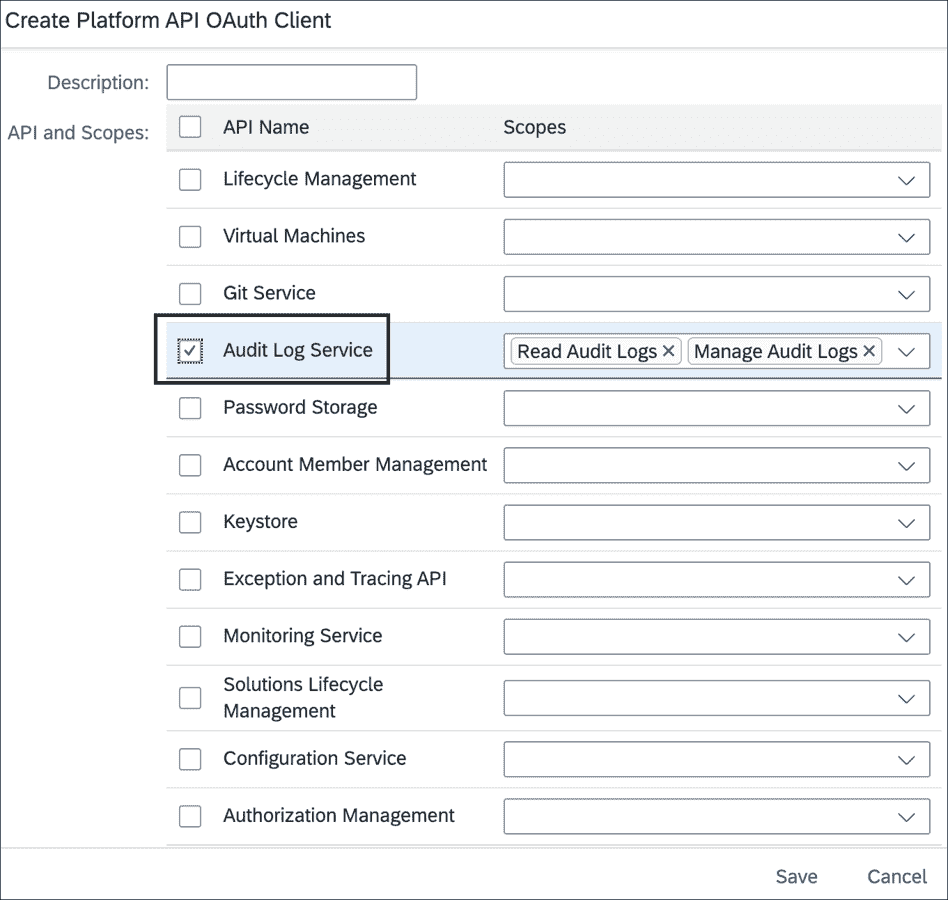 Create Platform API OAuth Client
Description:
API and Scopes:
API Name Scopes
Lifecycle Management
Virtual Machines
Git Service
Audit Log Service Read Audit Logs Manage Audit Logs
Password Storage
Account Member Management
Keystore
Exception and Tracing API
Monitoring Service
Solutions Lifecycle
Management
Configuration Service
Authorization Management
Save Cancel